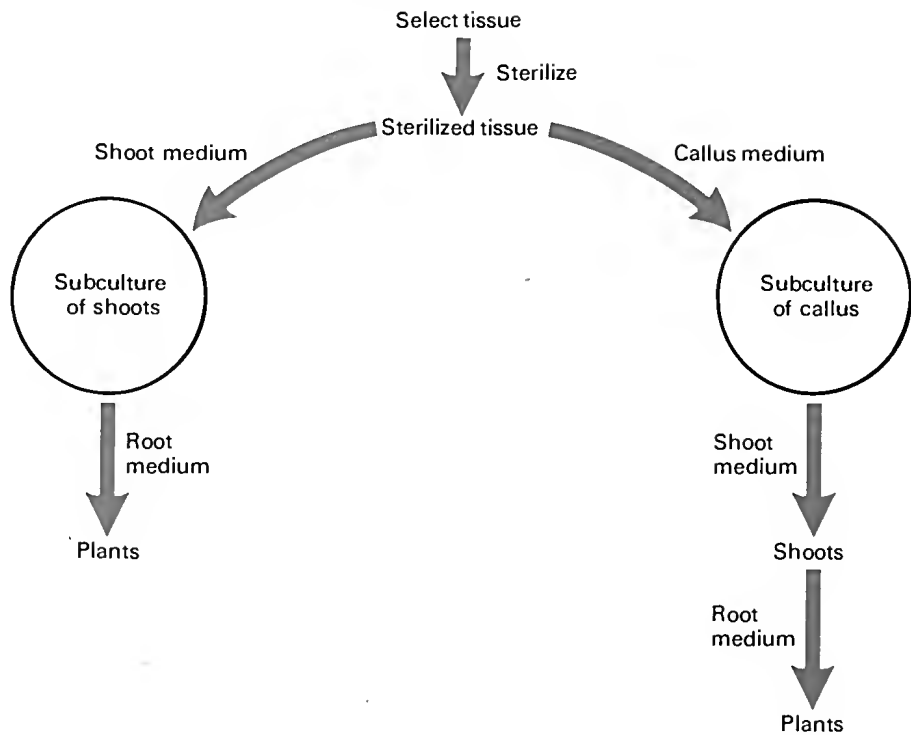 Select tissue
Sterilize
Sterilized tissue
Shoot medium
Callus medium
Subculture
of shoots
Subculture
of callus
Root
medium
Shoot
medium
Plants
Shoots
Root
medium
Plants